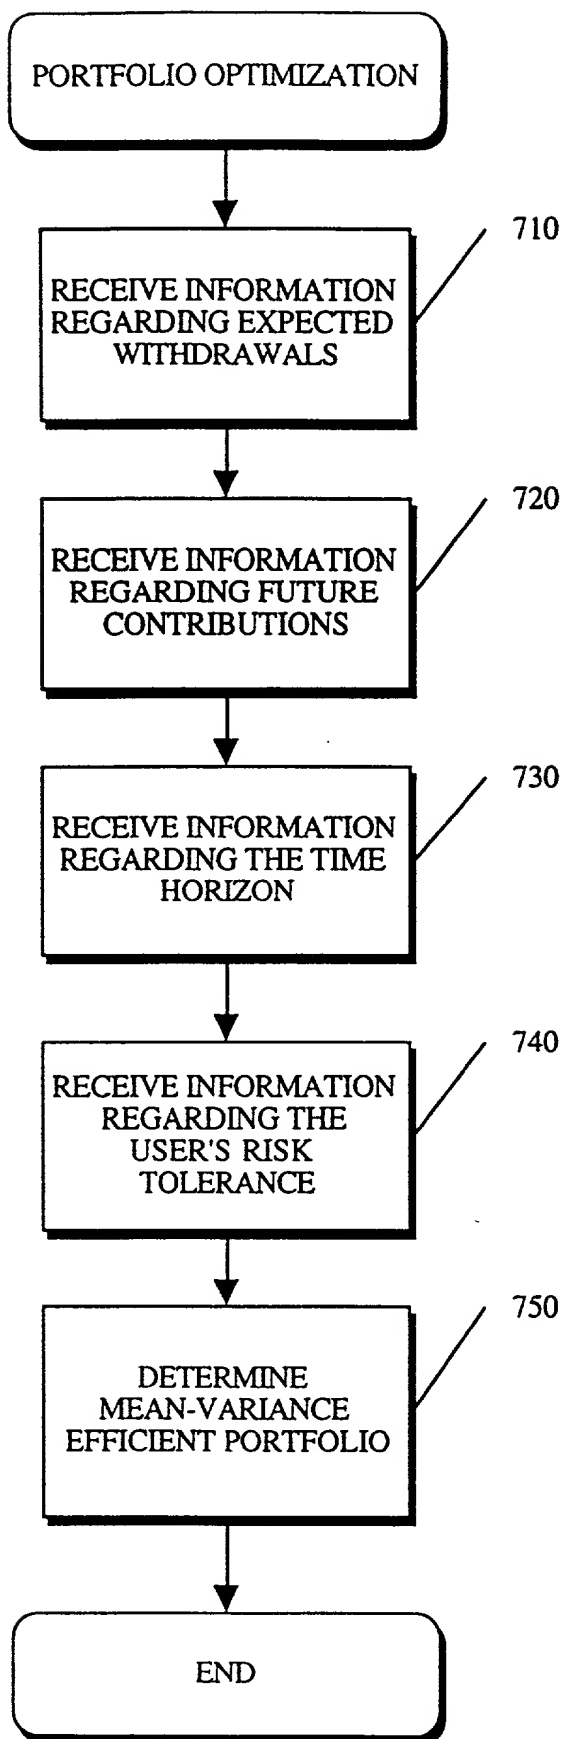 PORTFOLIO OPTIMIZATION
710
RECEIVE INFORMATION
REGARDING EXPECTED
WITHDRAWALS
720
RECEIVE INFORMATION
REGARDING FUTURE
CONTRIBUTIONS
730
RECEIVE INFORMATION
REGARDING THE TIME
HORIZON
740
RECEIVE INFORMATION
REGARDING THE
USER'S RISK
TOLERANCE
750
DETERMINE
MEAN-VARIANCE
EFFICIENT PORTFOLIO
END